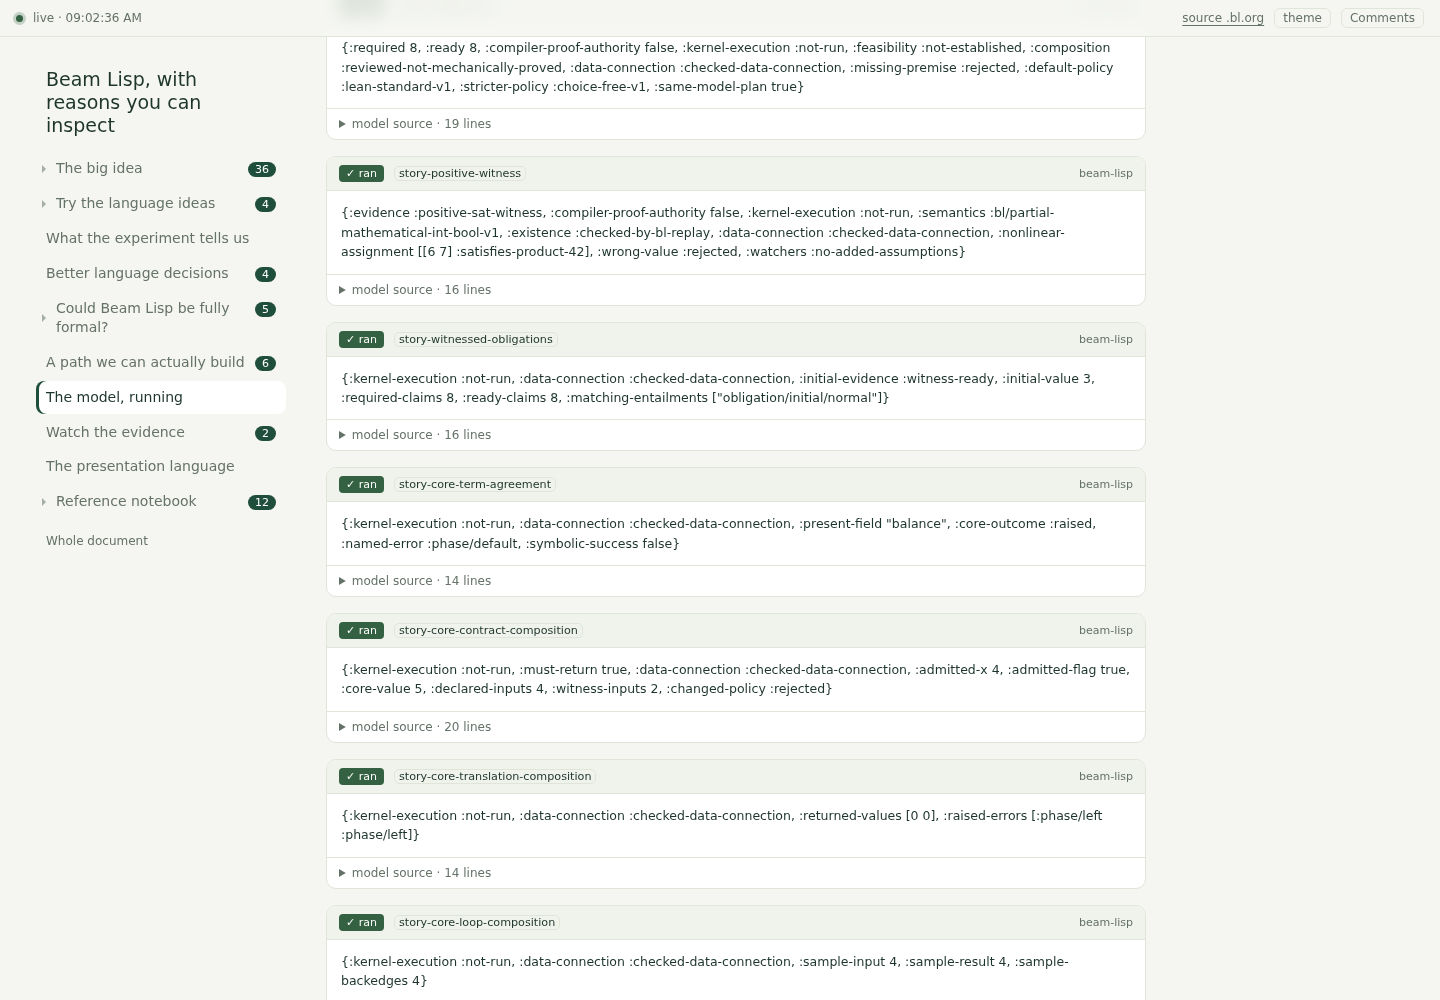 live · 09:02:36 AM
source .bl.org
theme
Comments
Beam Lisp, with
reasons you can
inspect
The big idea 36
Try the language ideas 4
What the experiment tells us
Better language decisions 4
Could Beam Lisp be fully 5
formal?
A path we can actually build 6
The model, running
Watch the evidence 2
The presentation language
Reference notebook 12
Whole document
{:required 8, :ready 8, :compiler-proof-authority false, :kernel-execution :not-run, :feasibility :not-established, :composition
:reviewed-not-mechanically-proved, :data-connection :checked-data-connection, :missing-premise :rejected, :default-policy
:lean-standard-v1, :stricter-policy :choice-free-v1, :same-model-plan true}
▶ model source · 19 lines
✓ ran story-positive-witness beam-lisp
{:evidence :positive-sat-witness, :compiler-proof-authority false, :kernel-execution :not-run, :semantics :bl/partial-
mathematical-int-bool-v1, :existence :checked-by-bl-replay, :data-connection :checked-data-connection, :nonlinear-
assignment [[6 7] :satisfies-product-42], :wrong-value :rejected, :watchers :no-added-assumptions}
▶ model source · 16 lines
✓ ran story-witnessed-obligations beam-lisp
{:kernel-execution :not-run, :data-connection :checked-data-connection, :initial-evidence :witness-ready, :initial-value 3,
:required-claims 8, :ready-claims 8, :matching-entailments ["obligation/initial/normal"]}
▶ model source · 16 lines
✓ ran story-core-term-agreement beam-lisp
{:kernel-execution :not-run, :data-connection :checked-data-connection, :present-field "balance", :core-outcome :raised,
:named-error :phase/default, :symbolic-success false}
▶ model source · 14 lines
✓ ran story-core-contract-composition beam-lisp
{:kernel-execution :not-run, :must-return true, :data-connection :checked-data-connection, :admitted-x 4, :admitted-flag true,
:core-value 5, :declared-inputs 4, :witness-inputs 2, :changed-policy :rejected}
▶ model source · 20 lines
✓ ran story-core-translation-composition beam-lisp
{:kernel-execution :not-run, :data-connection :checked-data-connection, :returned-values [0 0], :raised-errors [:phase/left
:phase/left]}
▶ model source · 14 lines
✓ ran story-core-loop-composition beam-lisp
{:kernel-execution :not-run, :data-connection :checked-data-connection, :sample-input 4, :sample-result 4, :sample-
backedges 4}